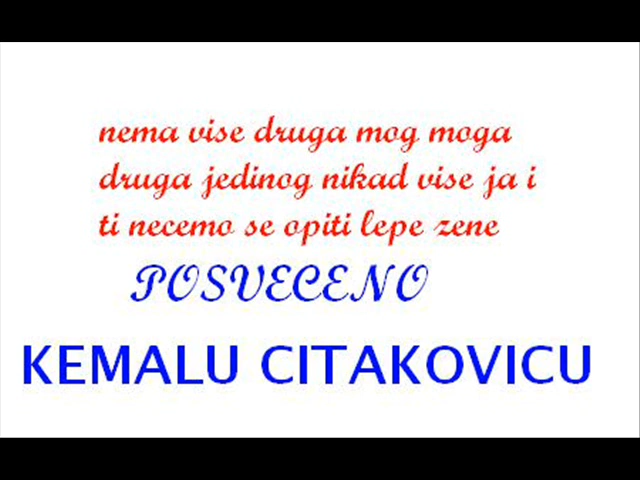 nema vise druga mog moga
druga jedinog nikad vise ja i
ti necemo se opiti lepe zene
POSVECENO
KEMALU CITAKOVICU